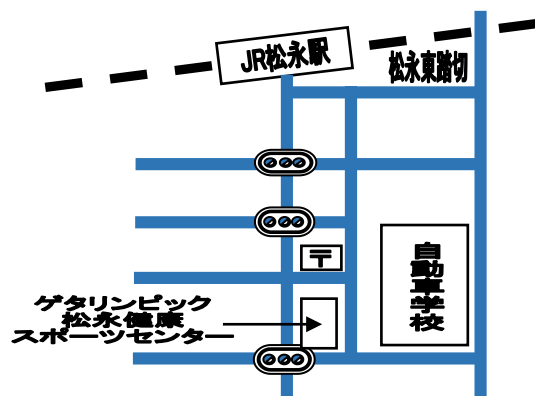 JR松永駅
松永東踏切
〒
自動車学校
ゲタリンピック
松永健康
スポーツセンター